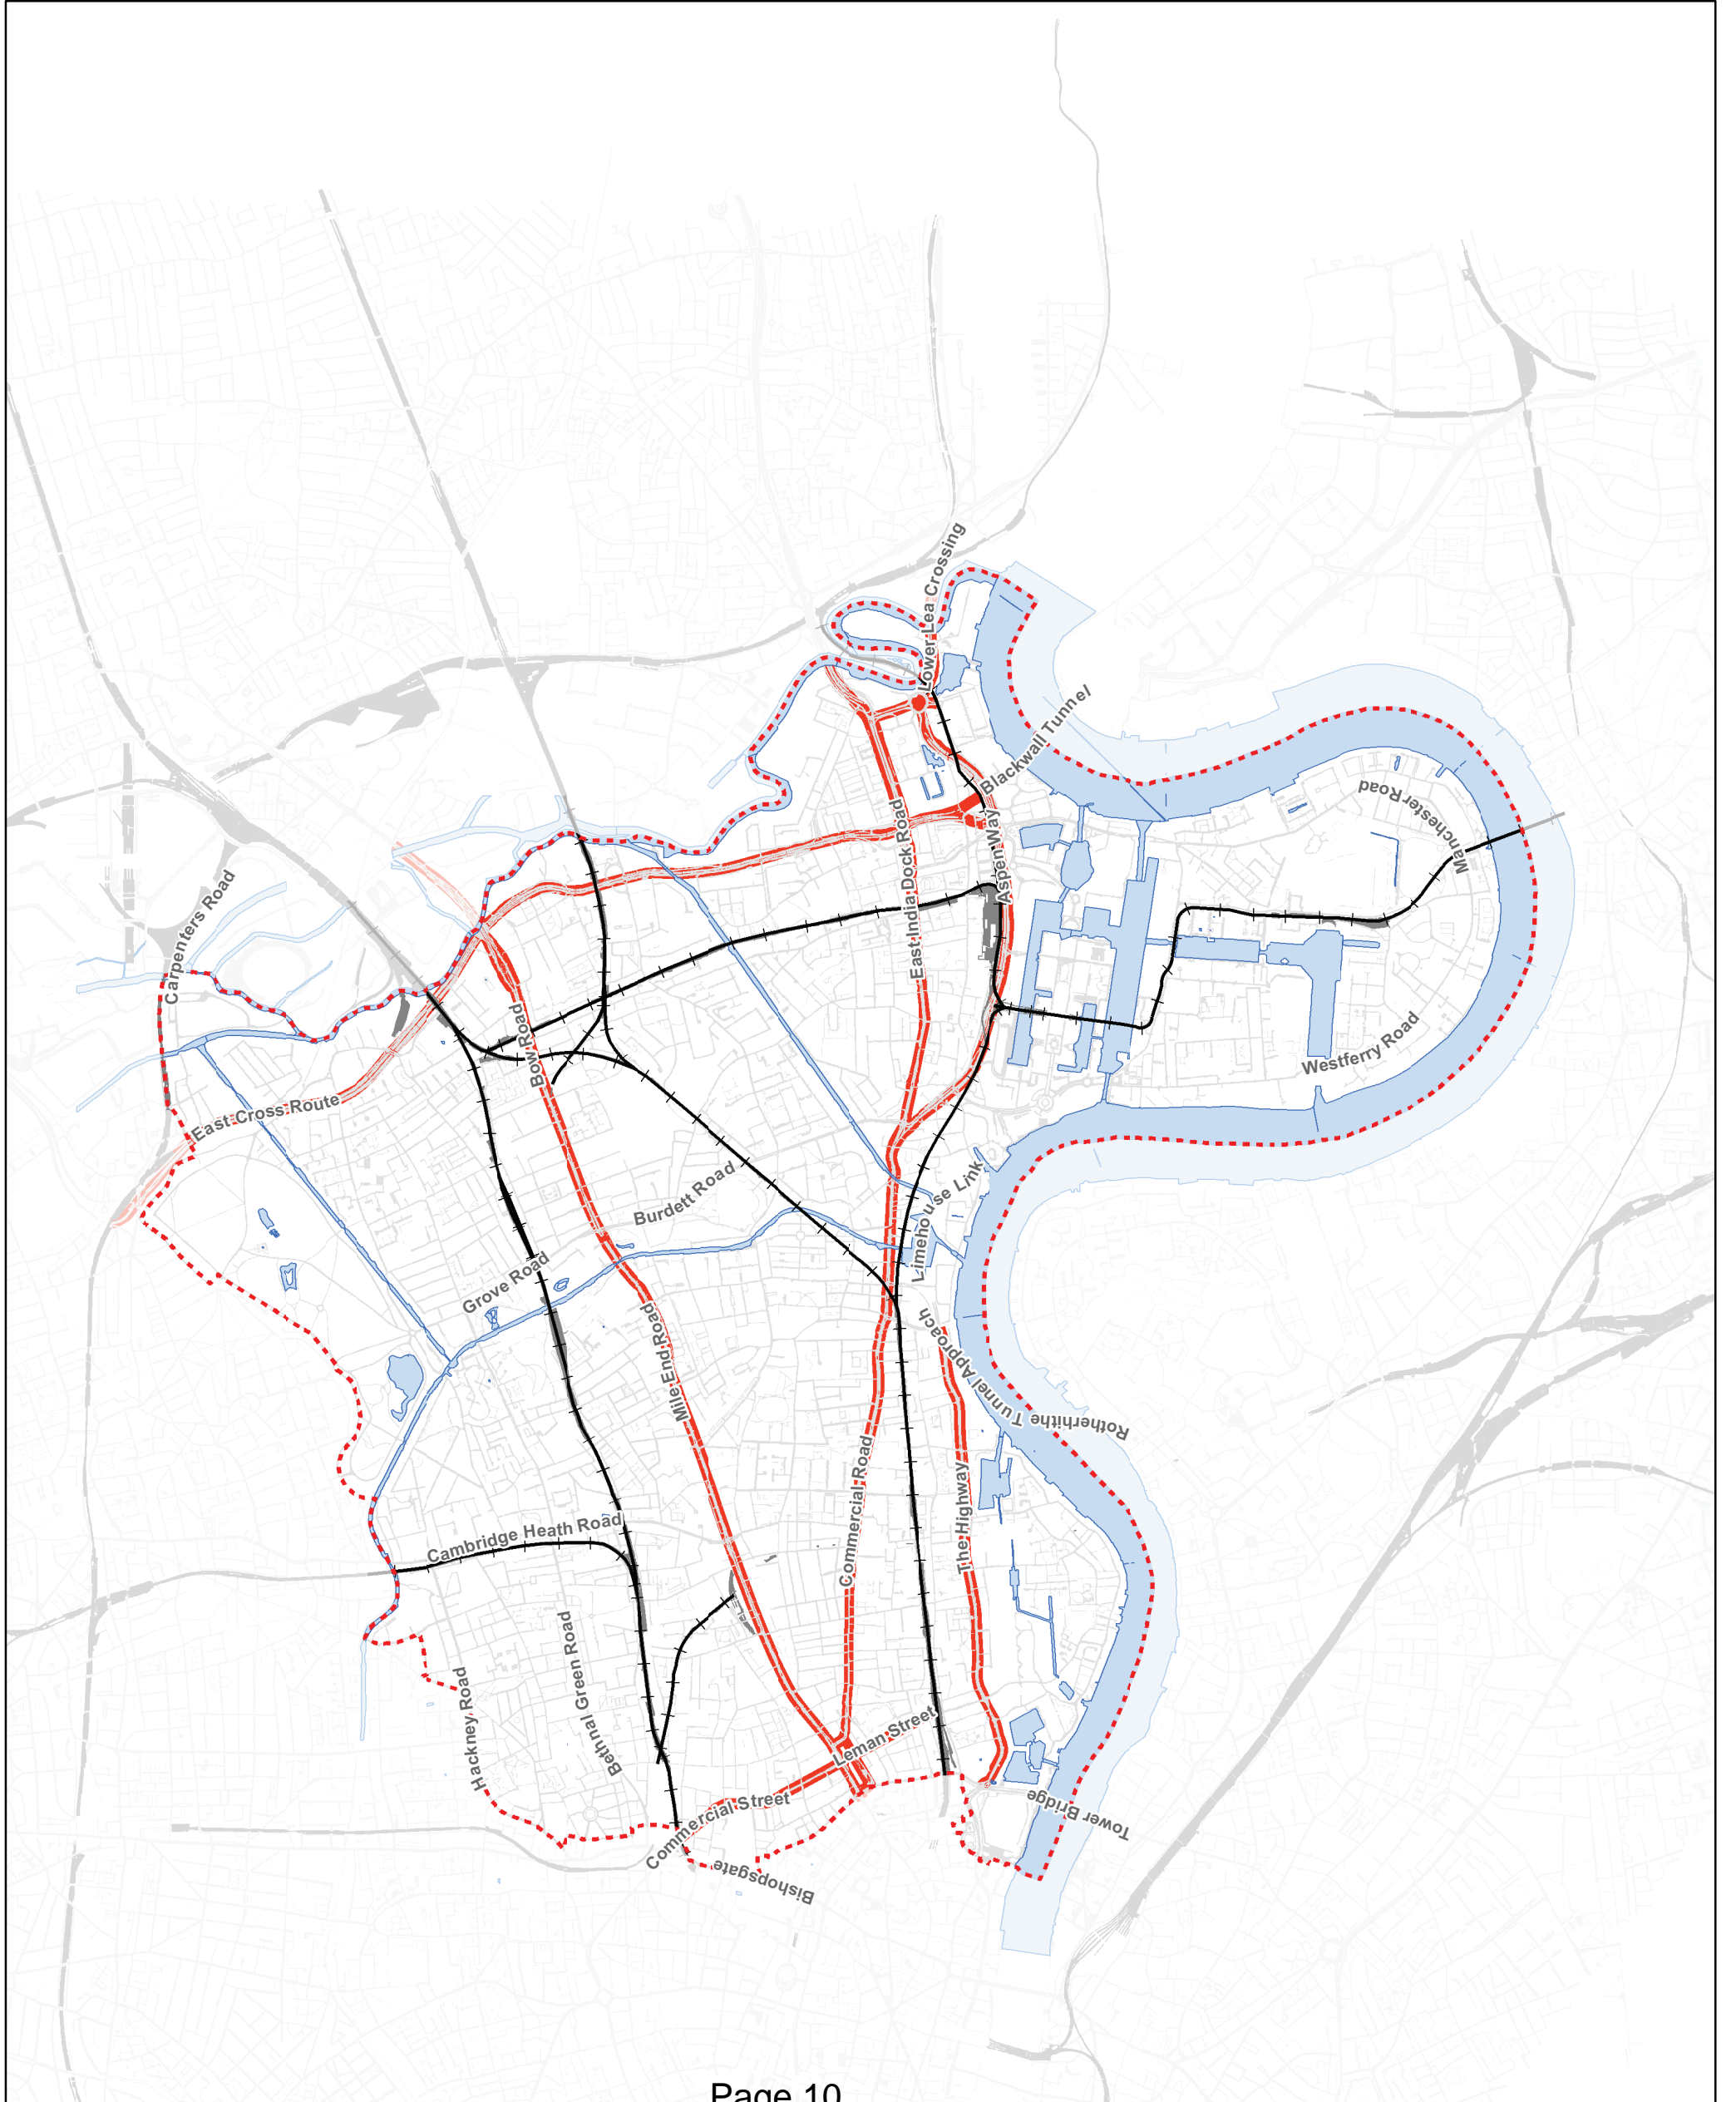 Lower Lea Crossing
Blackwall Tunnel
Manchester Road
East India Dock Road
Aspen Way
Carpenters Road
Bow Road
Westferry Road
East Cross Route
Burdett Road
Limehouse Link
Grove Road
Mile End Road
Rotherhithe Tunnel Approach
Commercial Road
The Highway
Cambridge Heath Road
Bethnal Green Road
Hackney Road
Leman Street
Commercial Street
Tower Bridge
Bishopsgate
Page 10